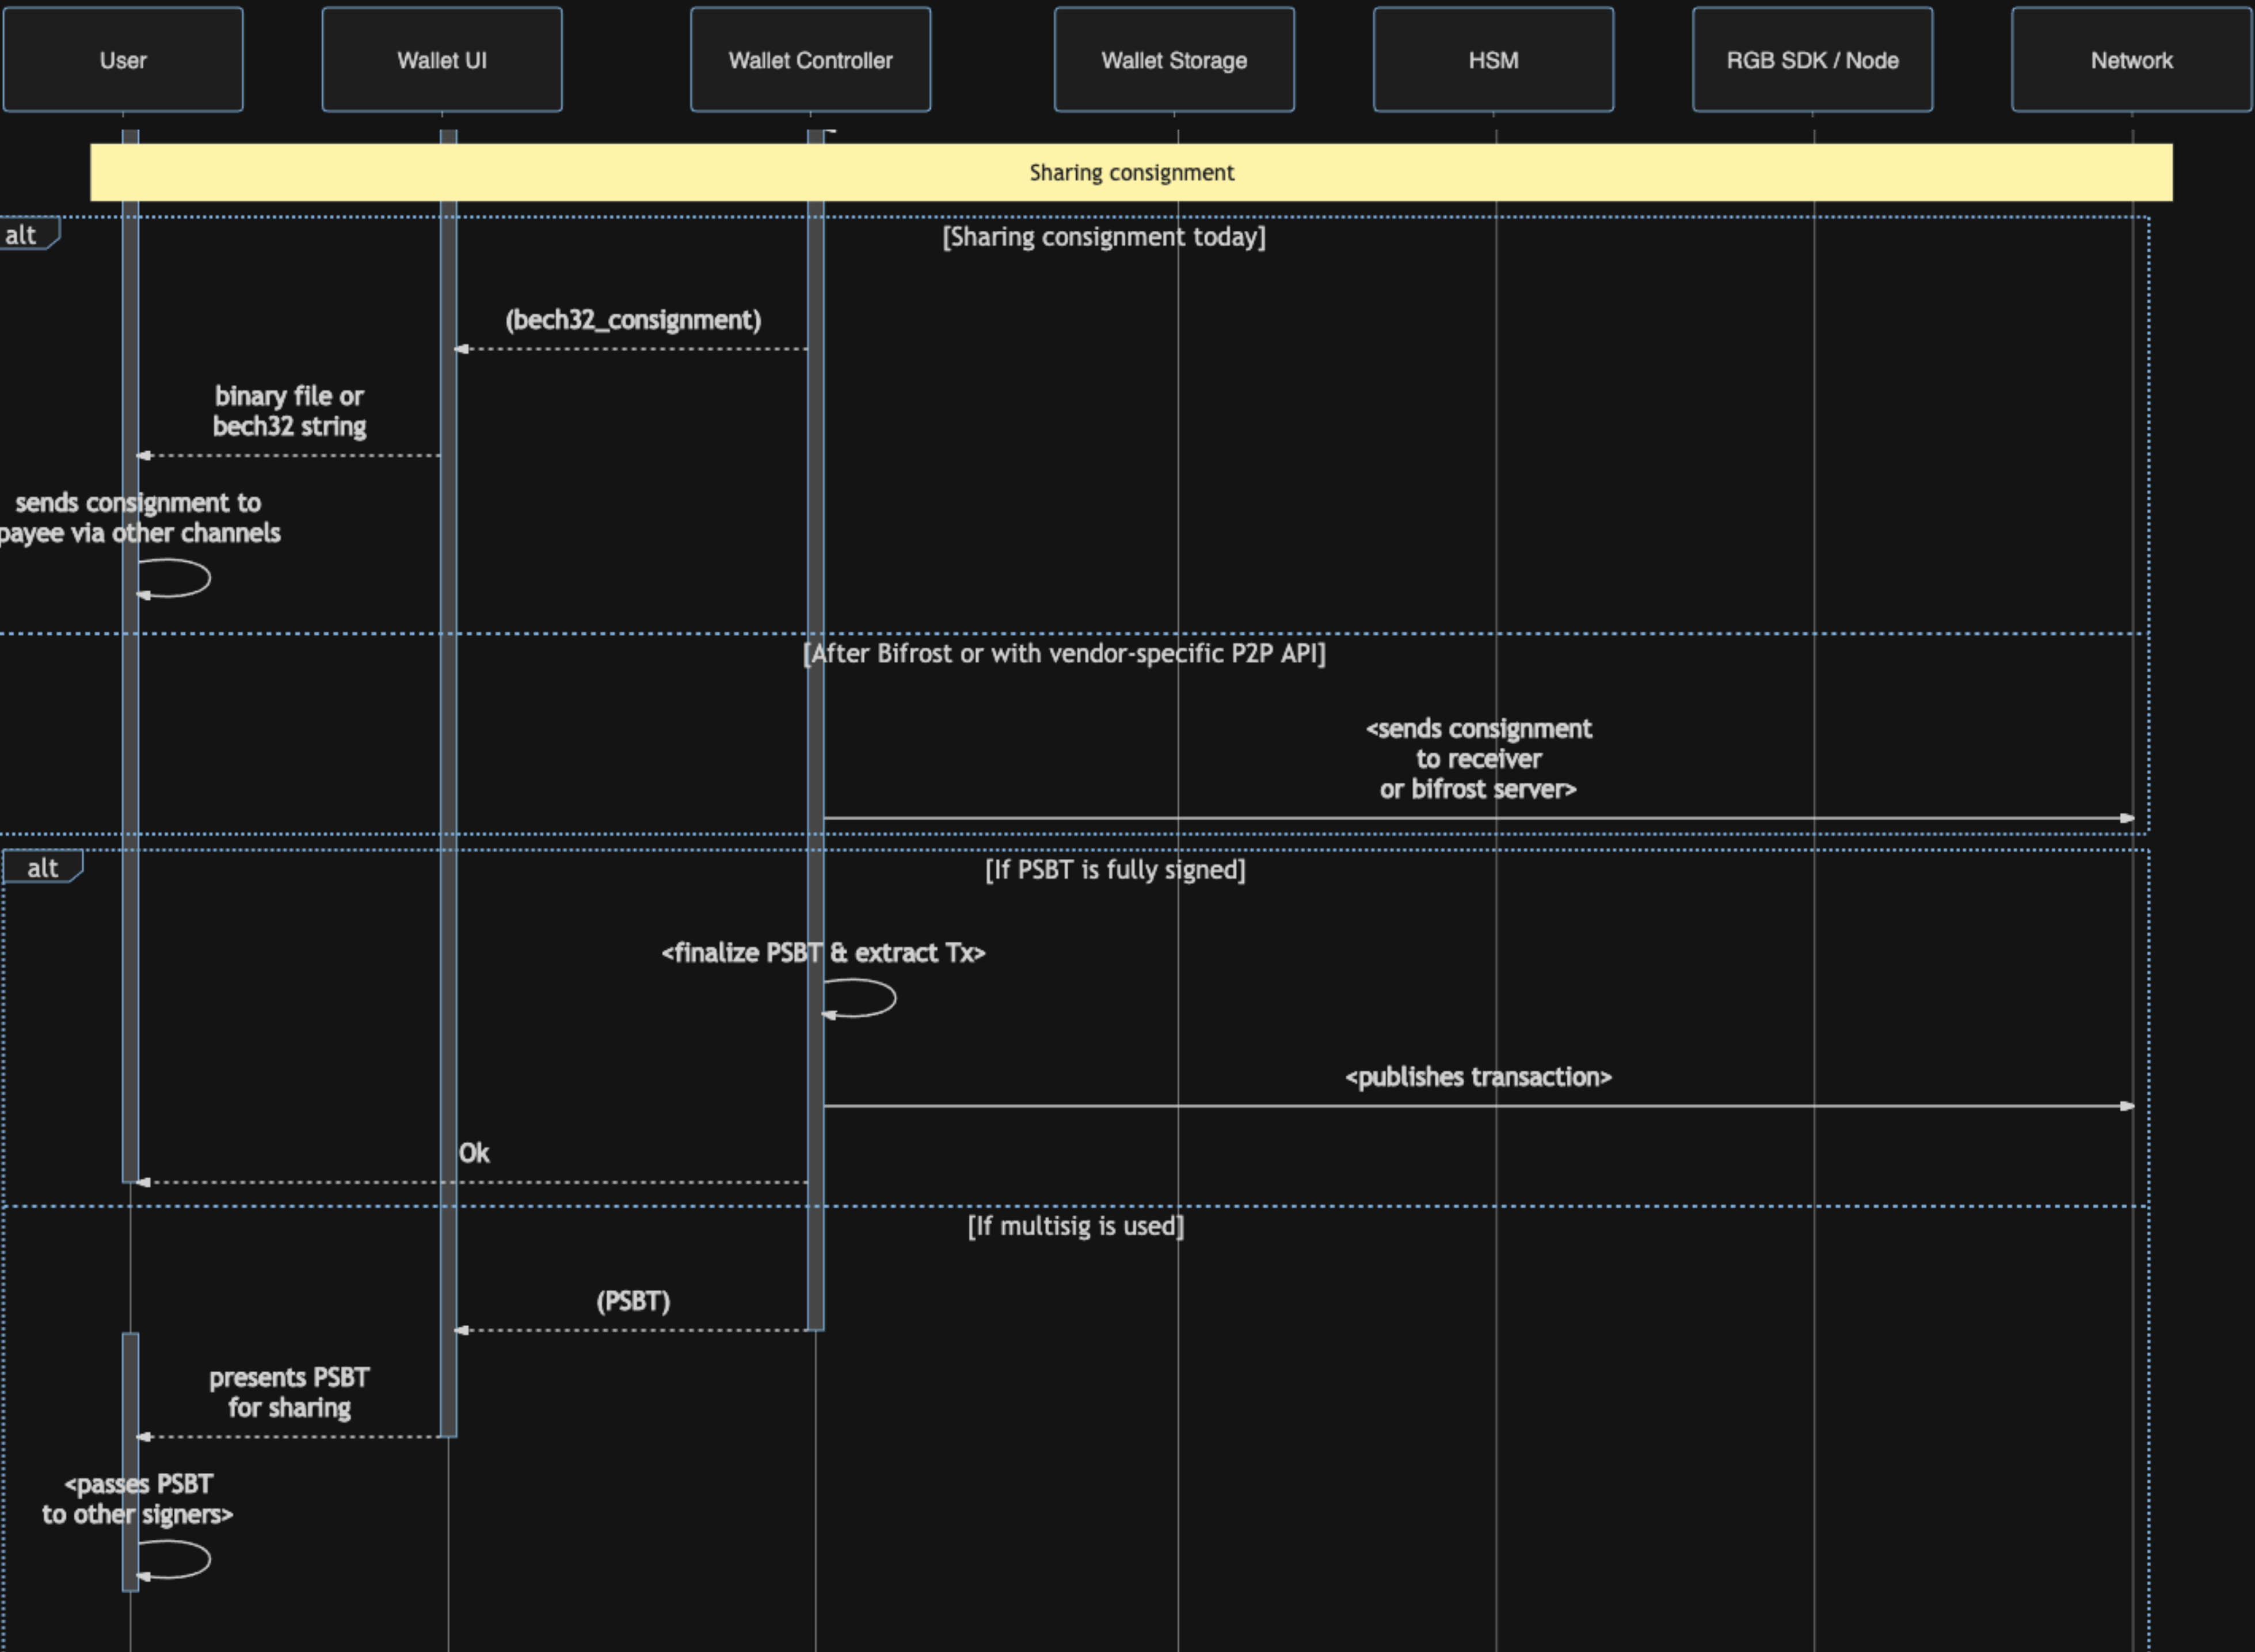 User
Wallet UI
Wallet Controller
Wallet Storage
HSM
RGB SDK / Node
Network
Sharing consignment
alt
[Sharing consignment today]
(bech32_consignment)
binary file or
bech32 string
sends consignment to
payee via other channels
[After Bifrost or with vendor-specific P2P API]
<sends consignment
to receiver
or bifrost server>
alt
[If PSBT is fully signed]
<finalize PSBT & extract Tx>
<publishes transaction>
Ok
[If multisig is used]
(PSBT)
presents PSBT
for sharing
<passes PSBT
to other signers>